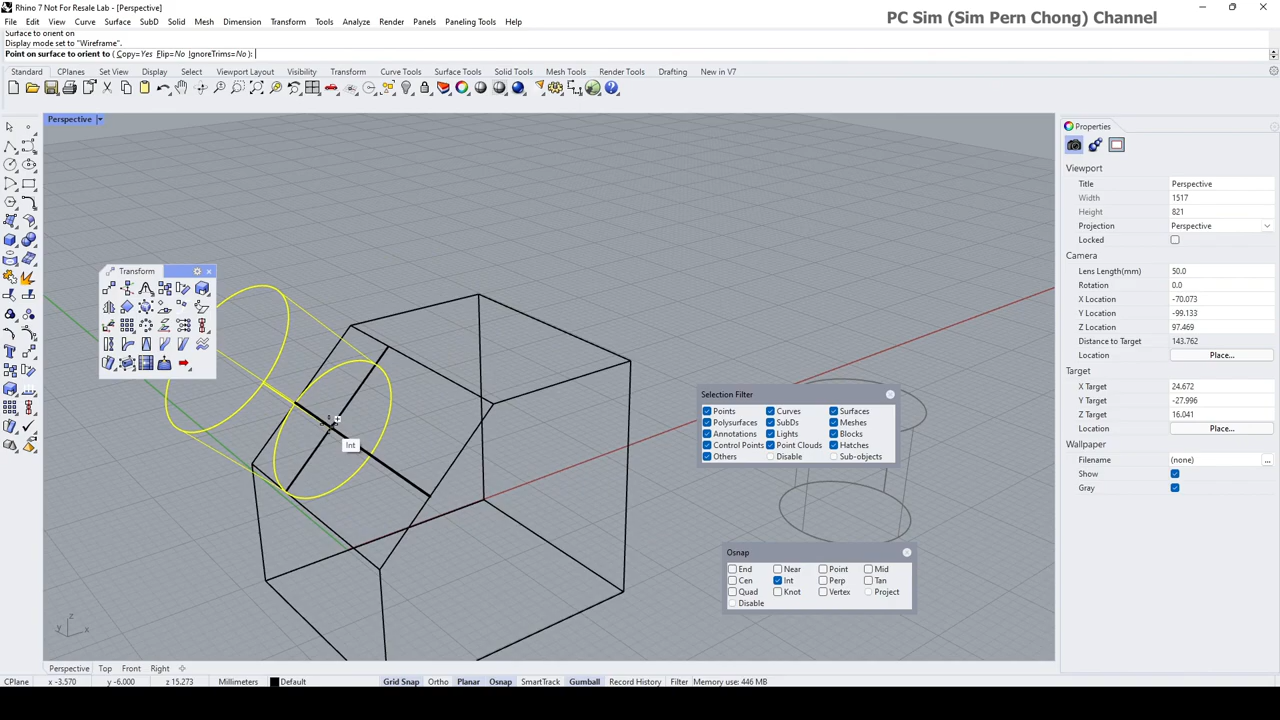 Rhino 7 Not For Resale Lab - [Perspective]
PC Sim (Sim Pern Chong) Channel
File Edit View Curve Surface SubD Solid Mesh Dimension Transform Tools Analyze Render Panels Paneling Tools Help
Surface to orient on
Display mode set to "Wireframe".
Point on surface to orient to ( Copy=Yes Flip=No IgnoreTrims=No ):
Standard CPlanes Set View Display Select Viewport Layout Visibility Transform Curve Tools Surface Tools Solid Tools Mesh Tools Render Tools Drafting New in V7
Perspective
Transform
Int
Selection Filter
Points Curves Surfaces
Polysurfaces SubDs Meshes
Annotations Lights Blocks
Control Points Point Clouds Hatches
Others Disable Sub-objects
Osnap
End Near Point Mid
Cen Int Perp Tan
Quad Knot Vertex Project
Disable
Properties
Viewport
Title Perspective
Width 1517
Height 821
Projection Perspective
Locked
Camera
Lens Length(mm) 50.0
Rotation 0.0
X Location -70.073
Y Location -99.133
Z Location 97.469
Distance to Target 143.762
Location Place...
Target
X Target 24.672
Y Target -27.996
Z Target 16.041
Location Place...
Wallpaper
Filename (none) ...
Show
Gray
z
y x
Perspective Top Front Right
CPlane x -3.570 y -6.000 z 15.273 Millimeters Default Grid Snap Ortho Planar Osnap SmartTrack Gumball Record History Filter Memory use: 446 MB